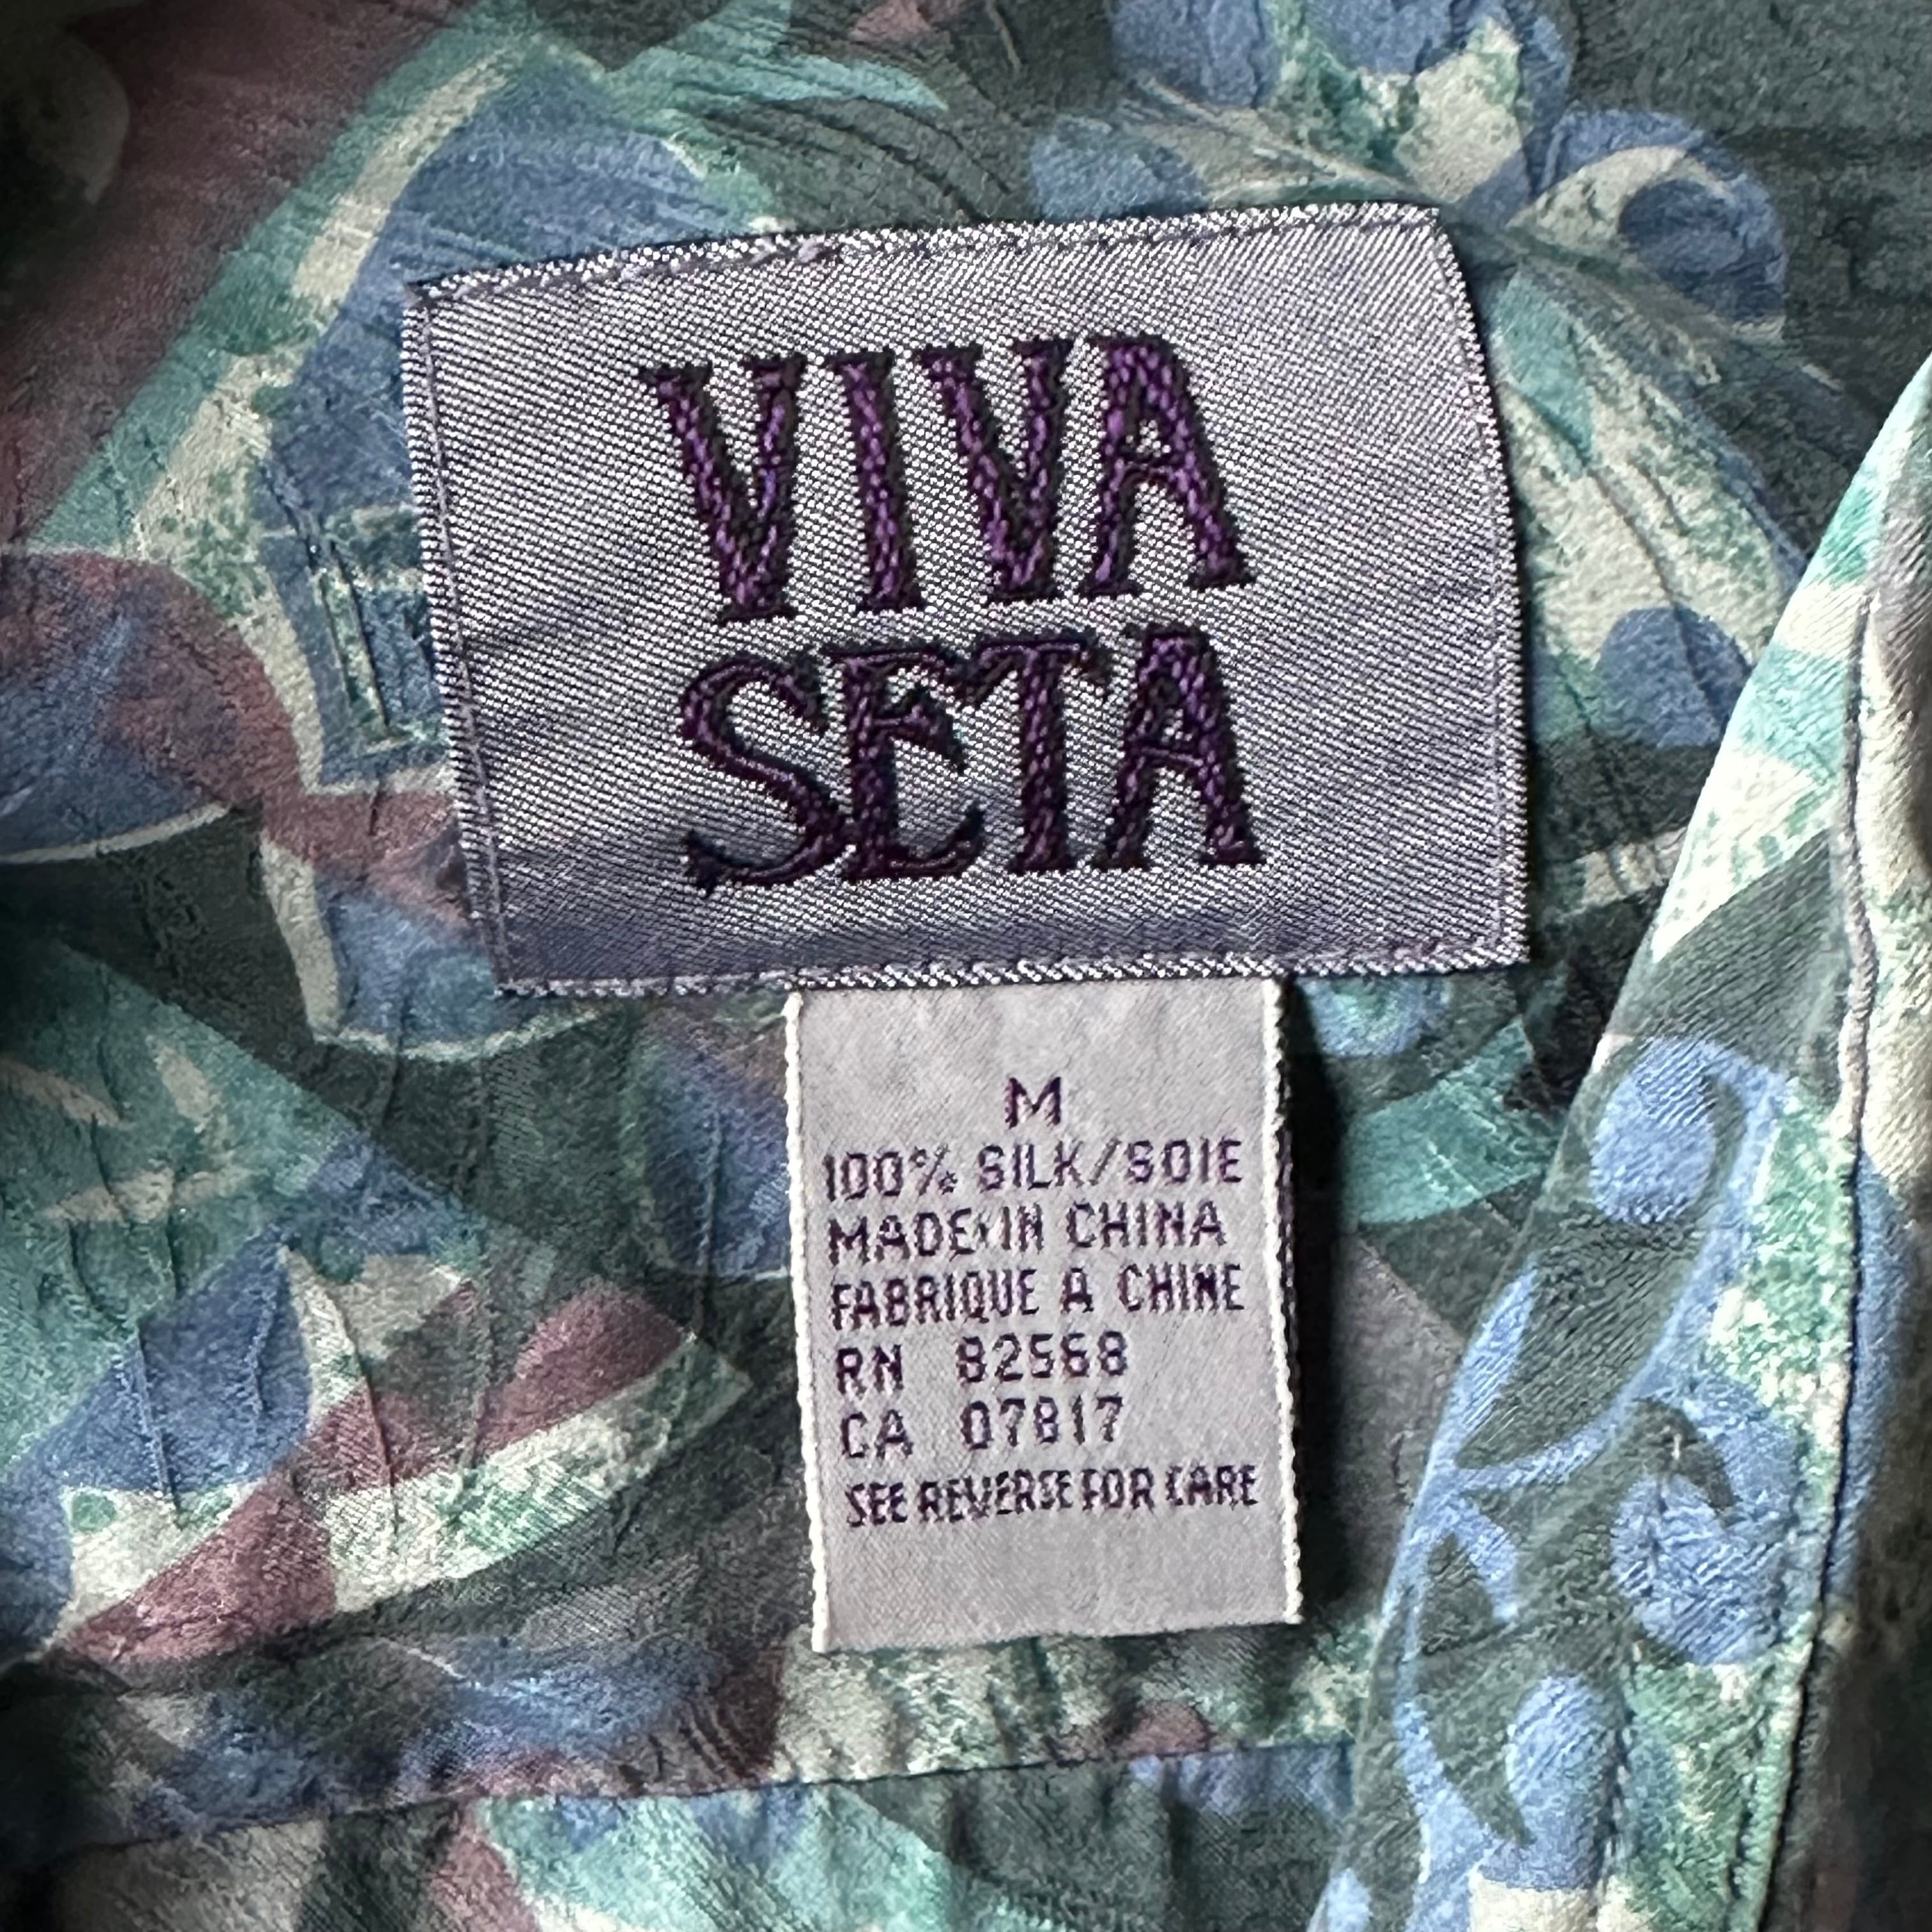 VIVA
SETA
M
100% SILK/SOIE
MADE IN CHINA
FABRIQUE A CHINE
RN 82568
CA 07817
SEE REVERSE FOR CARE